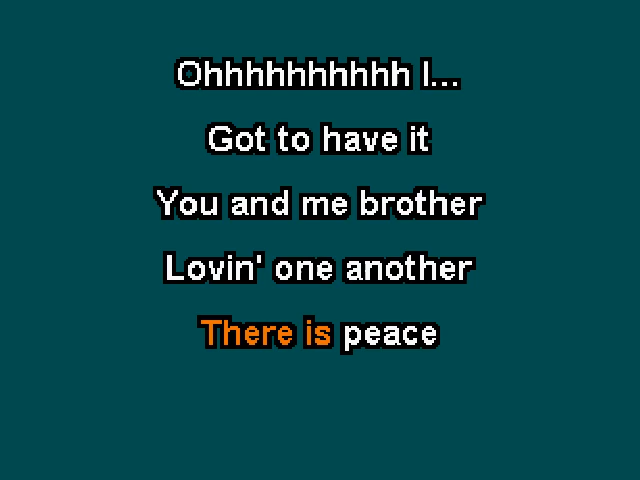 Ohhhhhhhhhh I...
Got to have it
You and me brother
Lovin' one another
There is peace